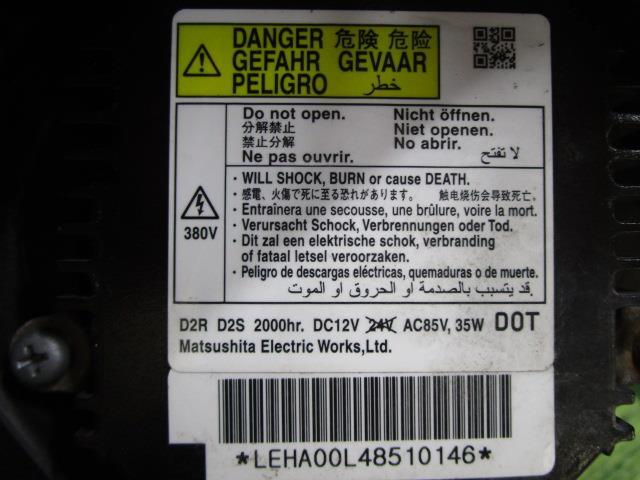 DANGER 危険 危险
GEFAHR GEVAAR
PELIGRO خطر
Do not open. Nicht öffnen.
分解禁止 Niet openen.
禁止分解 No abrir.
Ne pas ouvrir. لا تفتح
380V
· WILL SHOCK, BURN or cause DEATH.
· 感電、火傷で死に至る恐れがあります。 触电烧伤会导致死亡。
· Entraînera une secousse, une brûlure, voire la mort.
· Verursacht Schock, Verbrennungen oder Tod.
· Dit zal een elektrische schok, verbranding
of fataal letsel veroorzaken.
· Peligro de descargas eléctricas, quemaduras o de muerte.
قد يتسبب بالصدمة او الحروق او الموت.
D2R D2S 2000hr. DC12V 24V AC85V, 35W DOT
Matsushita Electric Works,Ltd.
*LEHA00L48510146*